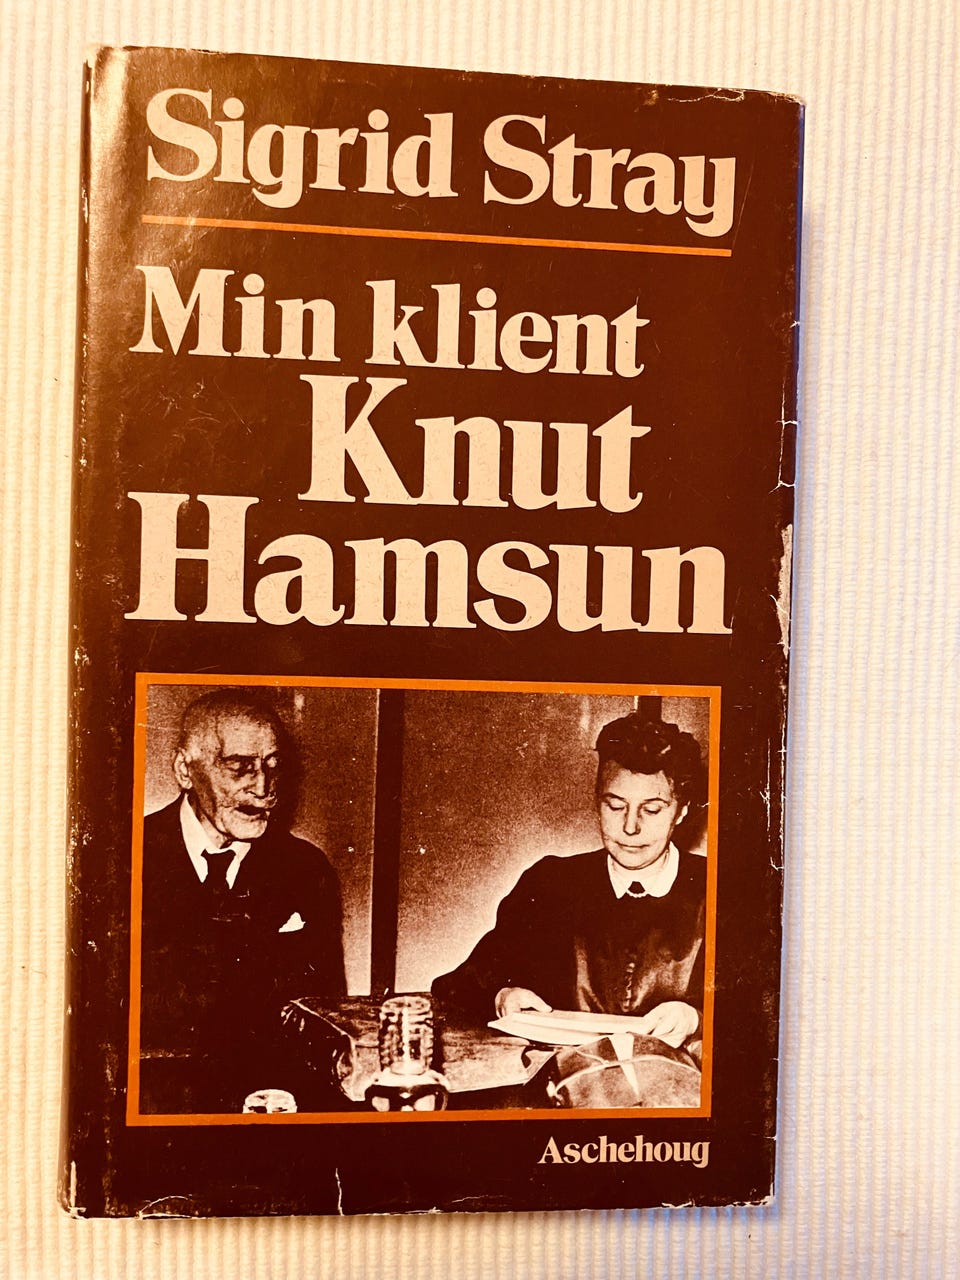 Sigrid Stray
Min klient
Knut
Hamsun
Aschehoug